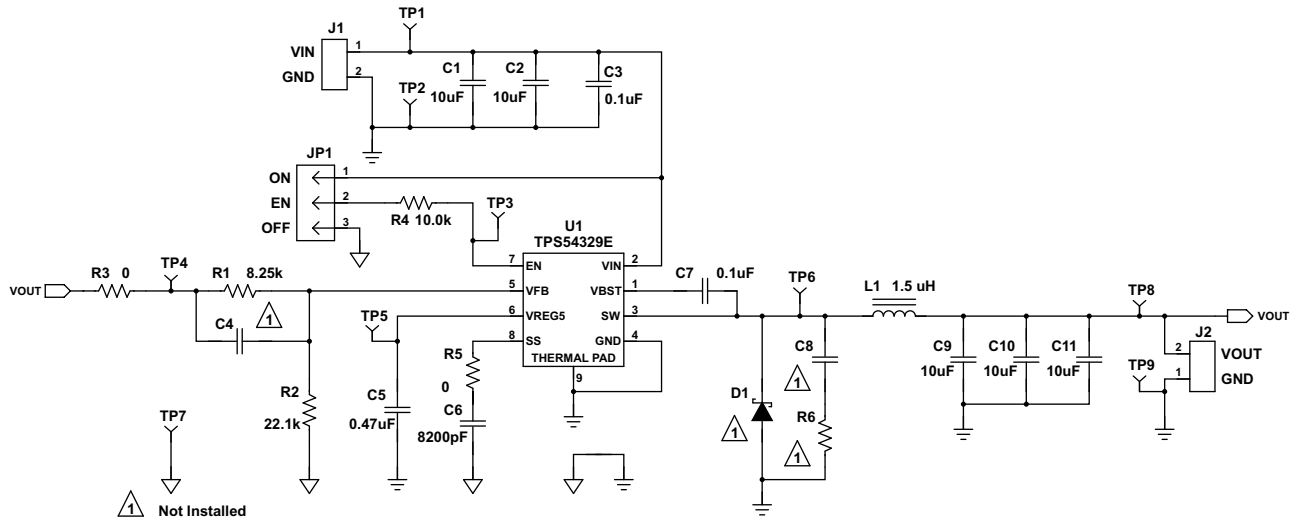 TP1
J1
VIN
1
GND
2
TP2
C1
10uF
C2
10uF
C3
0.1uF
JP1
ON
1
EN
2
OFF
3
R4 10.0k
TP3
U1
TPS54329E
7 EN
VIN 2
5 VFB
VBST 1
6 VREG5
SW 3
8 SS
GND 4
THERMAL PAD
9
C7
0.1uF
VOUT
R3 0
TP4
R1 8.25k
1
C4
R2
22.1k
TP5
C5
0.47uF
R5
0
C6
8200pF
TP6
L1 1.5 uH
C8
1
D1
1
R6
1
C9
10uF
C10
10uF
C11
10uF
TP8
VOUT
J2
2 VOUT
1 GND
TP9
TP7
1 Not Installed